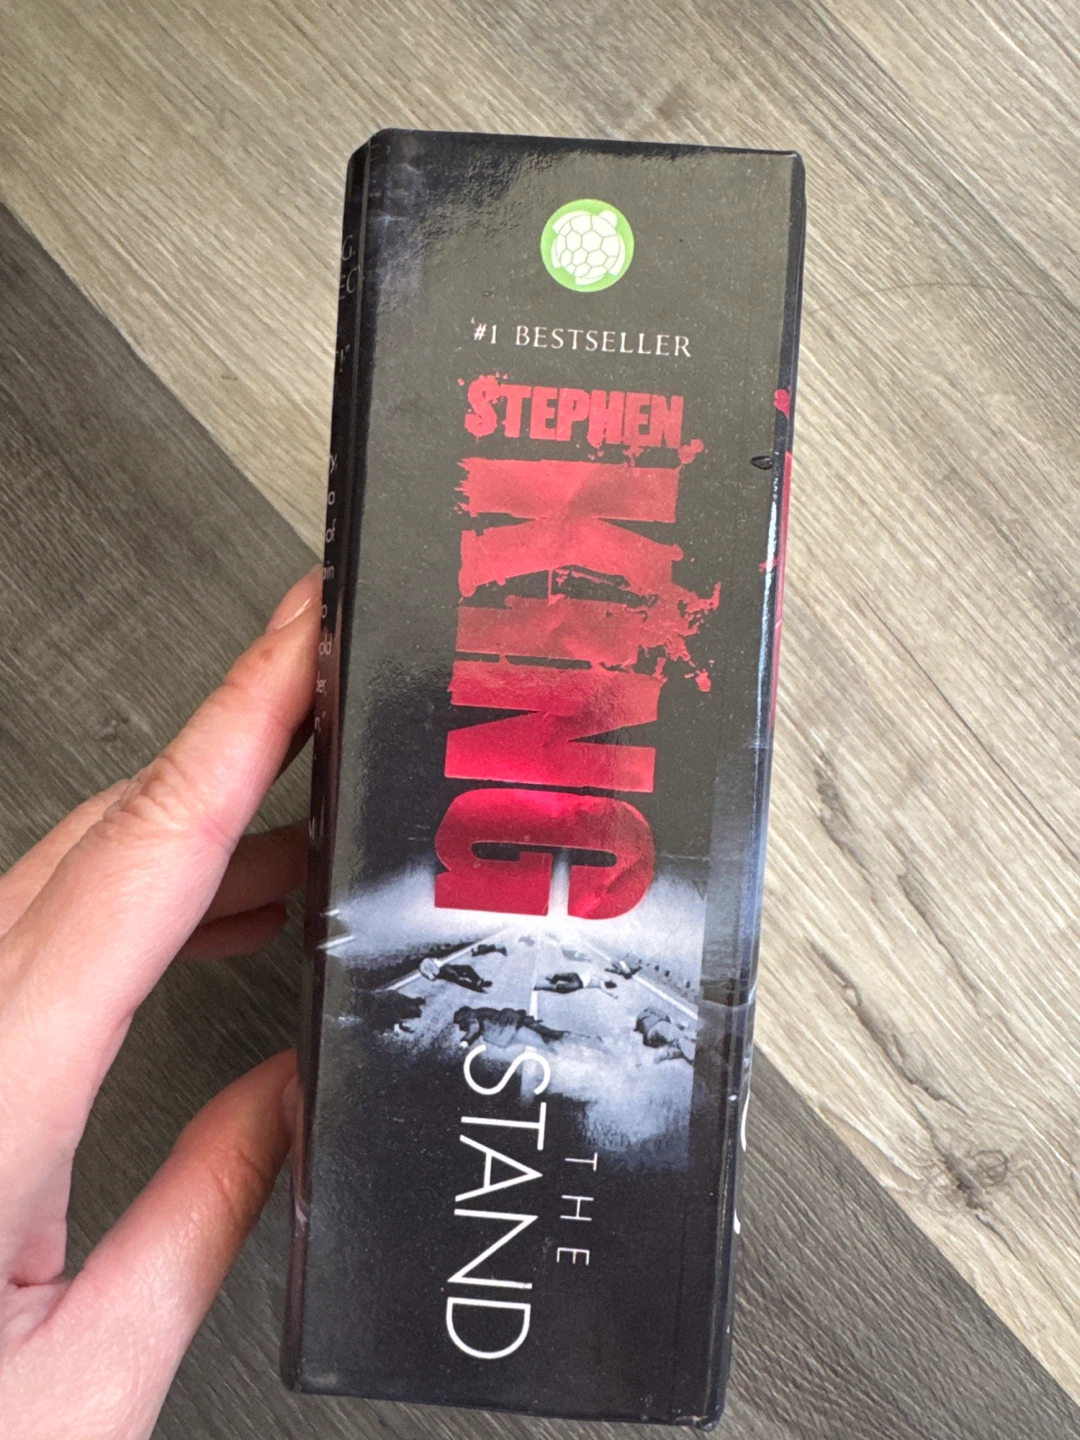 #1 BESTSELLER
STEPHEN
KING
THE
STAND